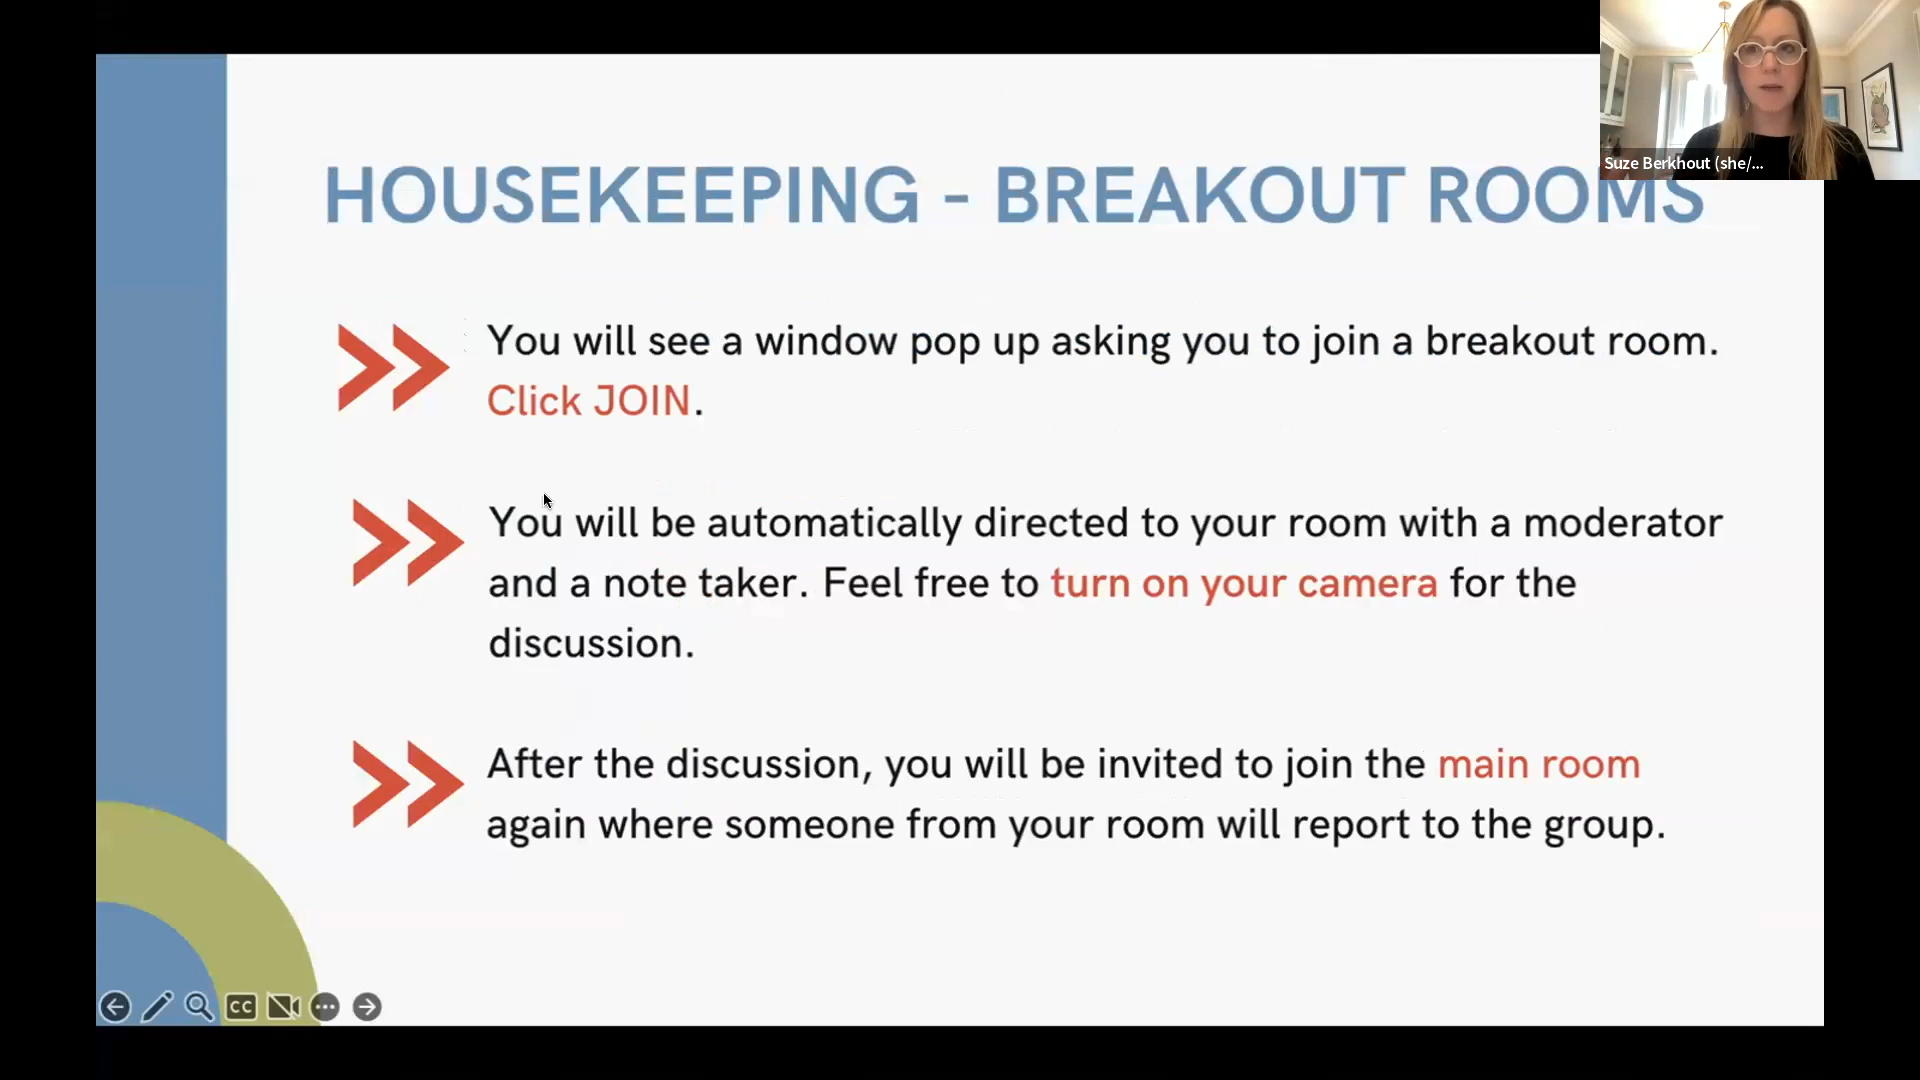 Suze Berkhout (she/...
HOUSEKEEPING - BREAKOUT ROOMS
You will see a window pop up asking you to join a breakout room.
Click JOIN.
You will be automatically directed to your room with a moderator
and a note taker. Feel free to turn on your camera for the
discussion.
After the discussion, you will be invited to join the main room
again where someone from your room will report to the group.
CC